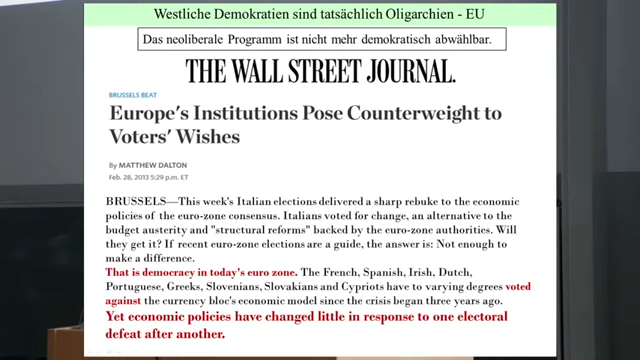 Westliche Demokratien sind tatsächlich Oligarchien - EU
Das neoliberale Programm ist nicht mehr demokratisch abwählbar.
THE WALL STREET JOURNAL.
BRUSSELS BEAT
Europe's Institutions Pose Counterweight to
Voters' Wishes
By MATTHEW DALTON
Feb. 28, 2013 5:29 p.m. ET
BRUSSELS—This week's Italian elections delivered a sharp rebuke to the economic
policies of the euro-zone consensus. Italians voted for change, an alternative to the
budget austerity and "structural reforms" backed by the euro-zone authorities. Will
they get it? If recent euro-zone elections are a guide, the answer is: Not enough to
make a difference.
That is democracy in today's euro zone. The French, Spanish, Irish, Dutch,
Portuguese, Greeks, Slovenians, Slovakians and Cypriots have to varying degrees voted
against the currency bloc's economic model since the crisis began three years ago.
Yet economic policies have changed little in response to one electoral
defeat after another.